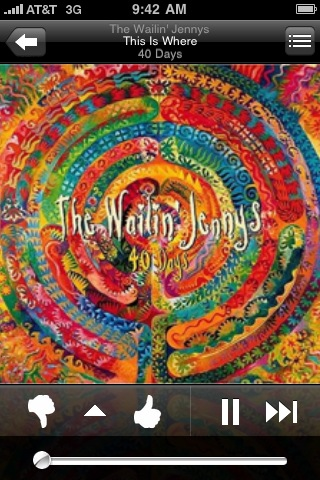 AT&T 3G 9:42 AM
The Wailin' Jennys
This Is Where
40 Days
The Wailin' Jennys
40 Days